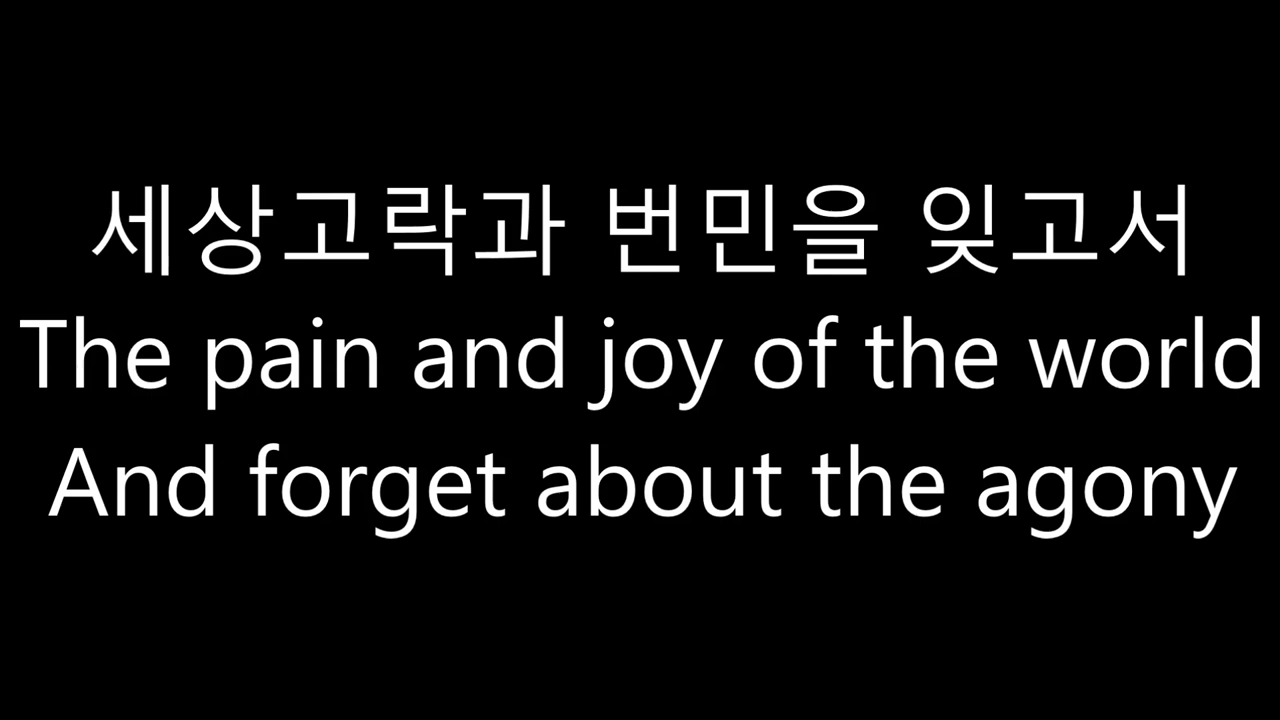 세상고락과 번민을 잊고서
The pain and joy of the world
And forget about the agony